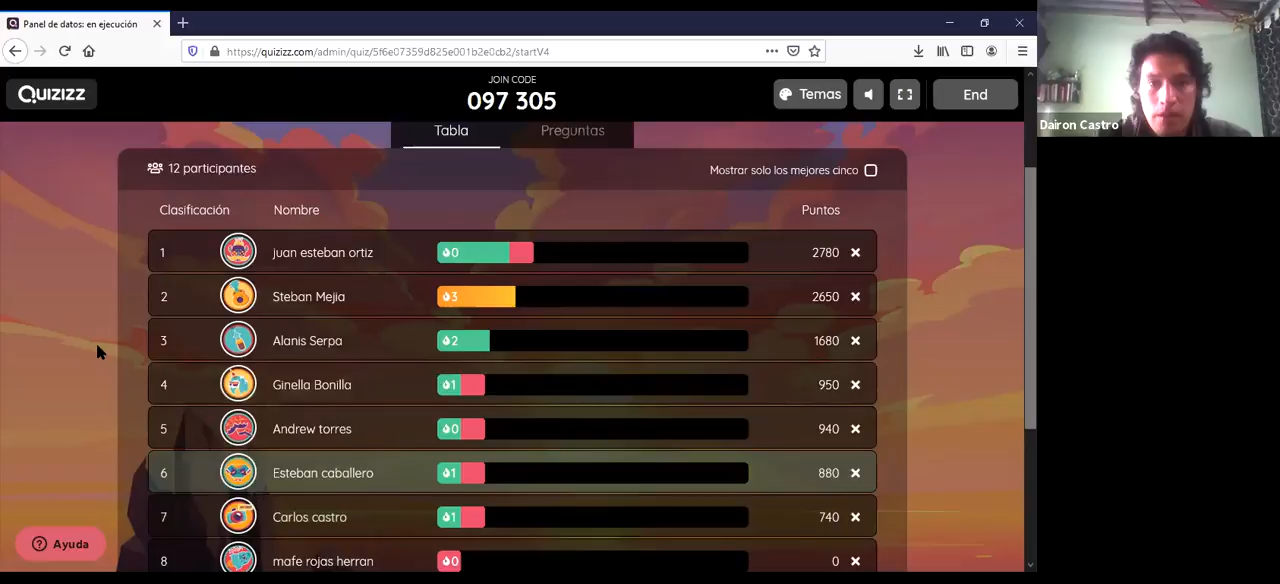 Panel de datos: en ejecución
https://quizizz.com/admin/quiz/5f6e07359d825e001b2e0cb2/startV4
Quizizz
JOIN CODE
097 305
Temas
End
Dairon Castro
Tabla Preguntas
12 participantes
Mostrar solo los mejores cinco
Clasificación Nombre Puntos
1 juan esteban ortiz 0 2780
2 Steban Mejia 3 2650
3 Alanis Serpa 2 1680
4 Ginella Bonilla 1 950
5 Andrew torres 0 940
6 Esteban caballero 1 880
7 Carlos castro 1 740
8 mafe rojas herran 0 0
Ayuda